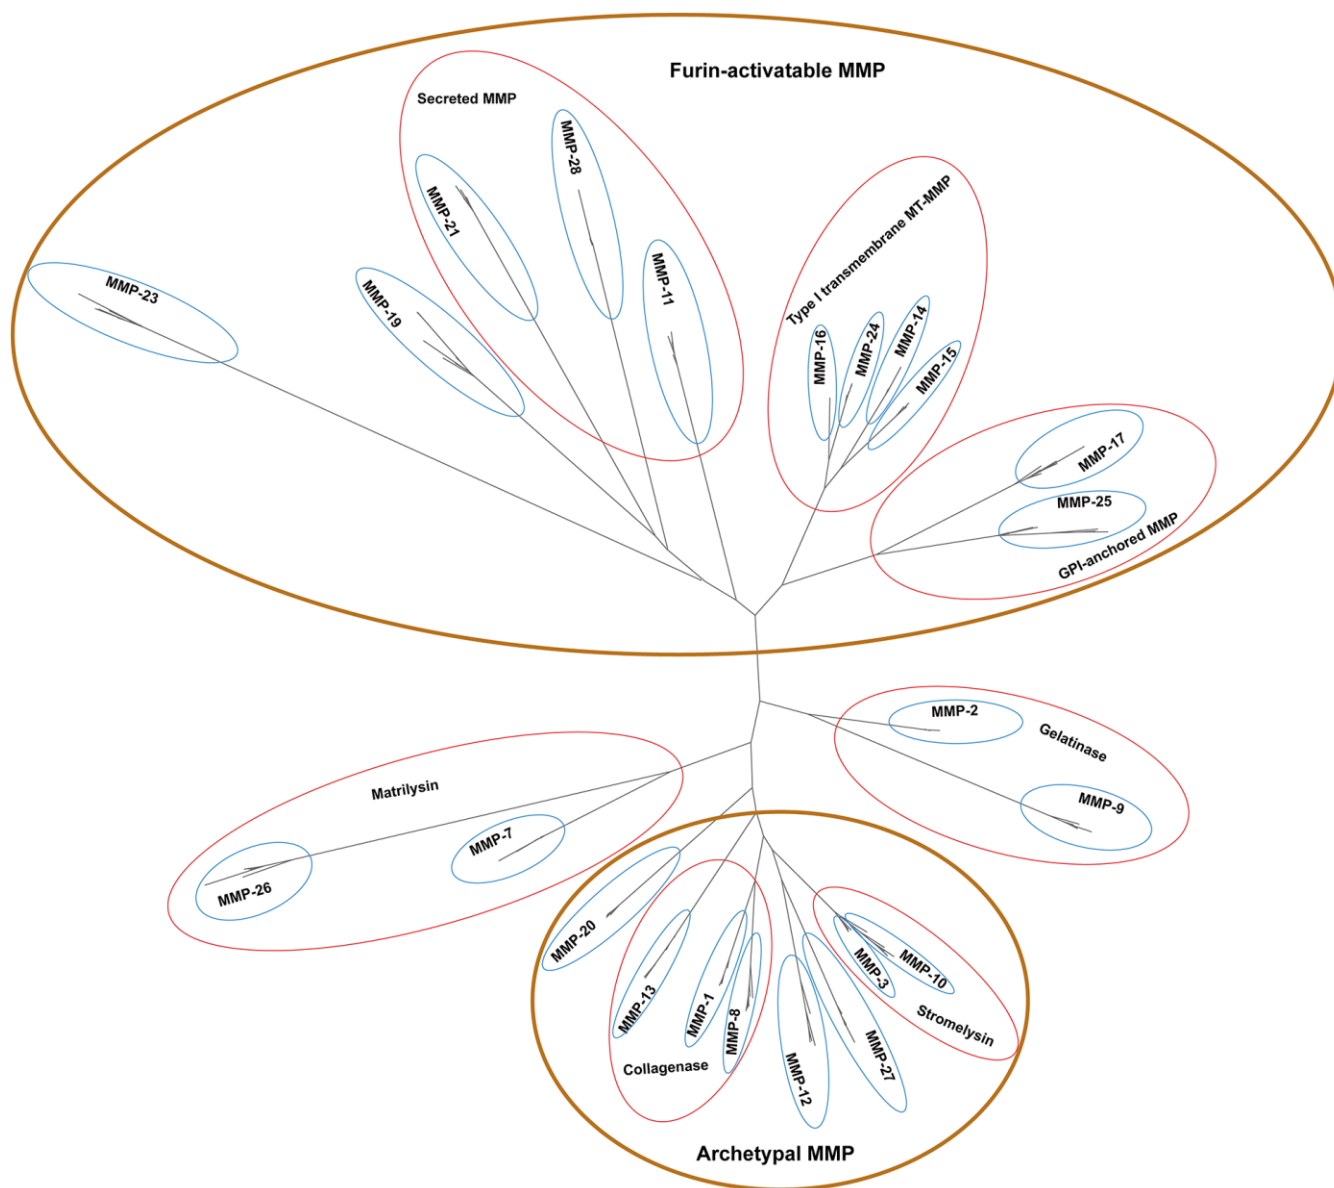 Furin-activatable MMP
Secreted MMP
MMP-28
MMP-21
MMP-11
MMP-23
MMP-19
Type I transmembrane MT-MMP
MMP-16
MMP-24
MMP-14
MMP-15
MMP-17
MMP-25
GPI-anchored MMP
MMP-2
Gelatinase
MMP-9
Matrilysin
MMP-7
MMP-26
MMP-20
MMP-13
MMP-1
MMP-8
Collagenase
MMP-12
MMP-27
MMP-3
MMP-10
Stromelysin
Archetypal MMP